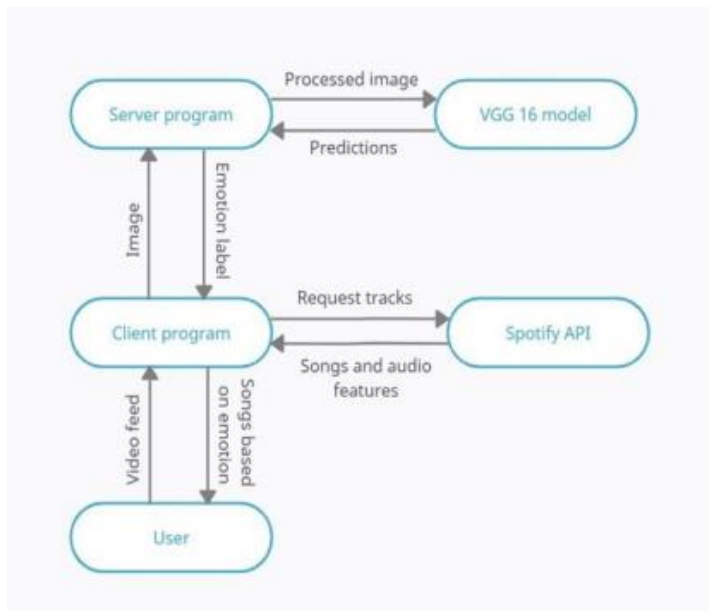 Processed image
Server program
VGG 16 model
Predictions
Image
Emotion label
Request tracks
Client program
Spotify API
Songs and audio
features
Video feed
Songs based
on emotion
User